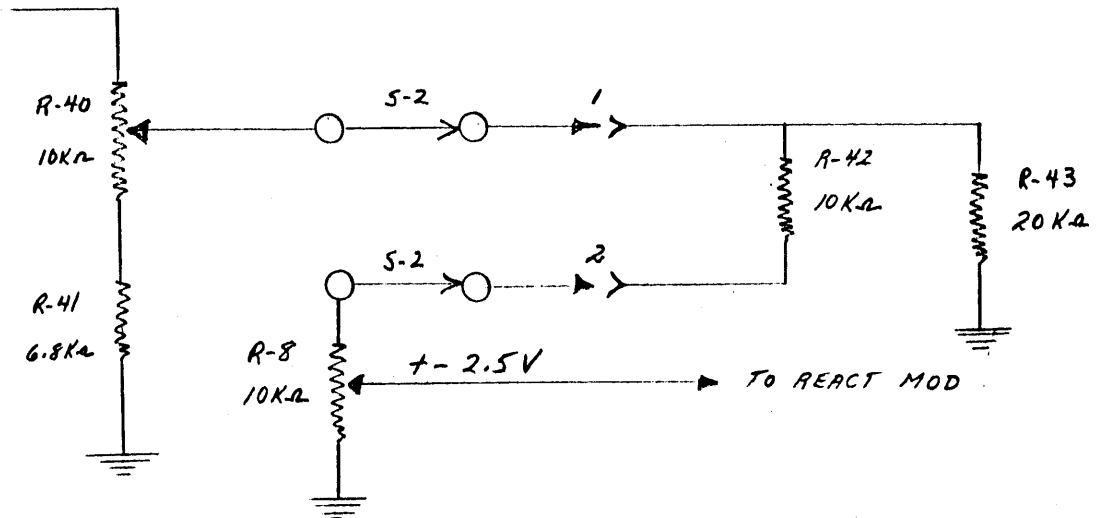 R-40
10KΩ
S-2
1
R-42
10KΩ
R-43
20KΩ
S-2
2
R-41
6.8KΩ
R-8
10KΩ
+- 2.5V
TO REACT MOD